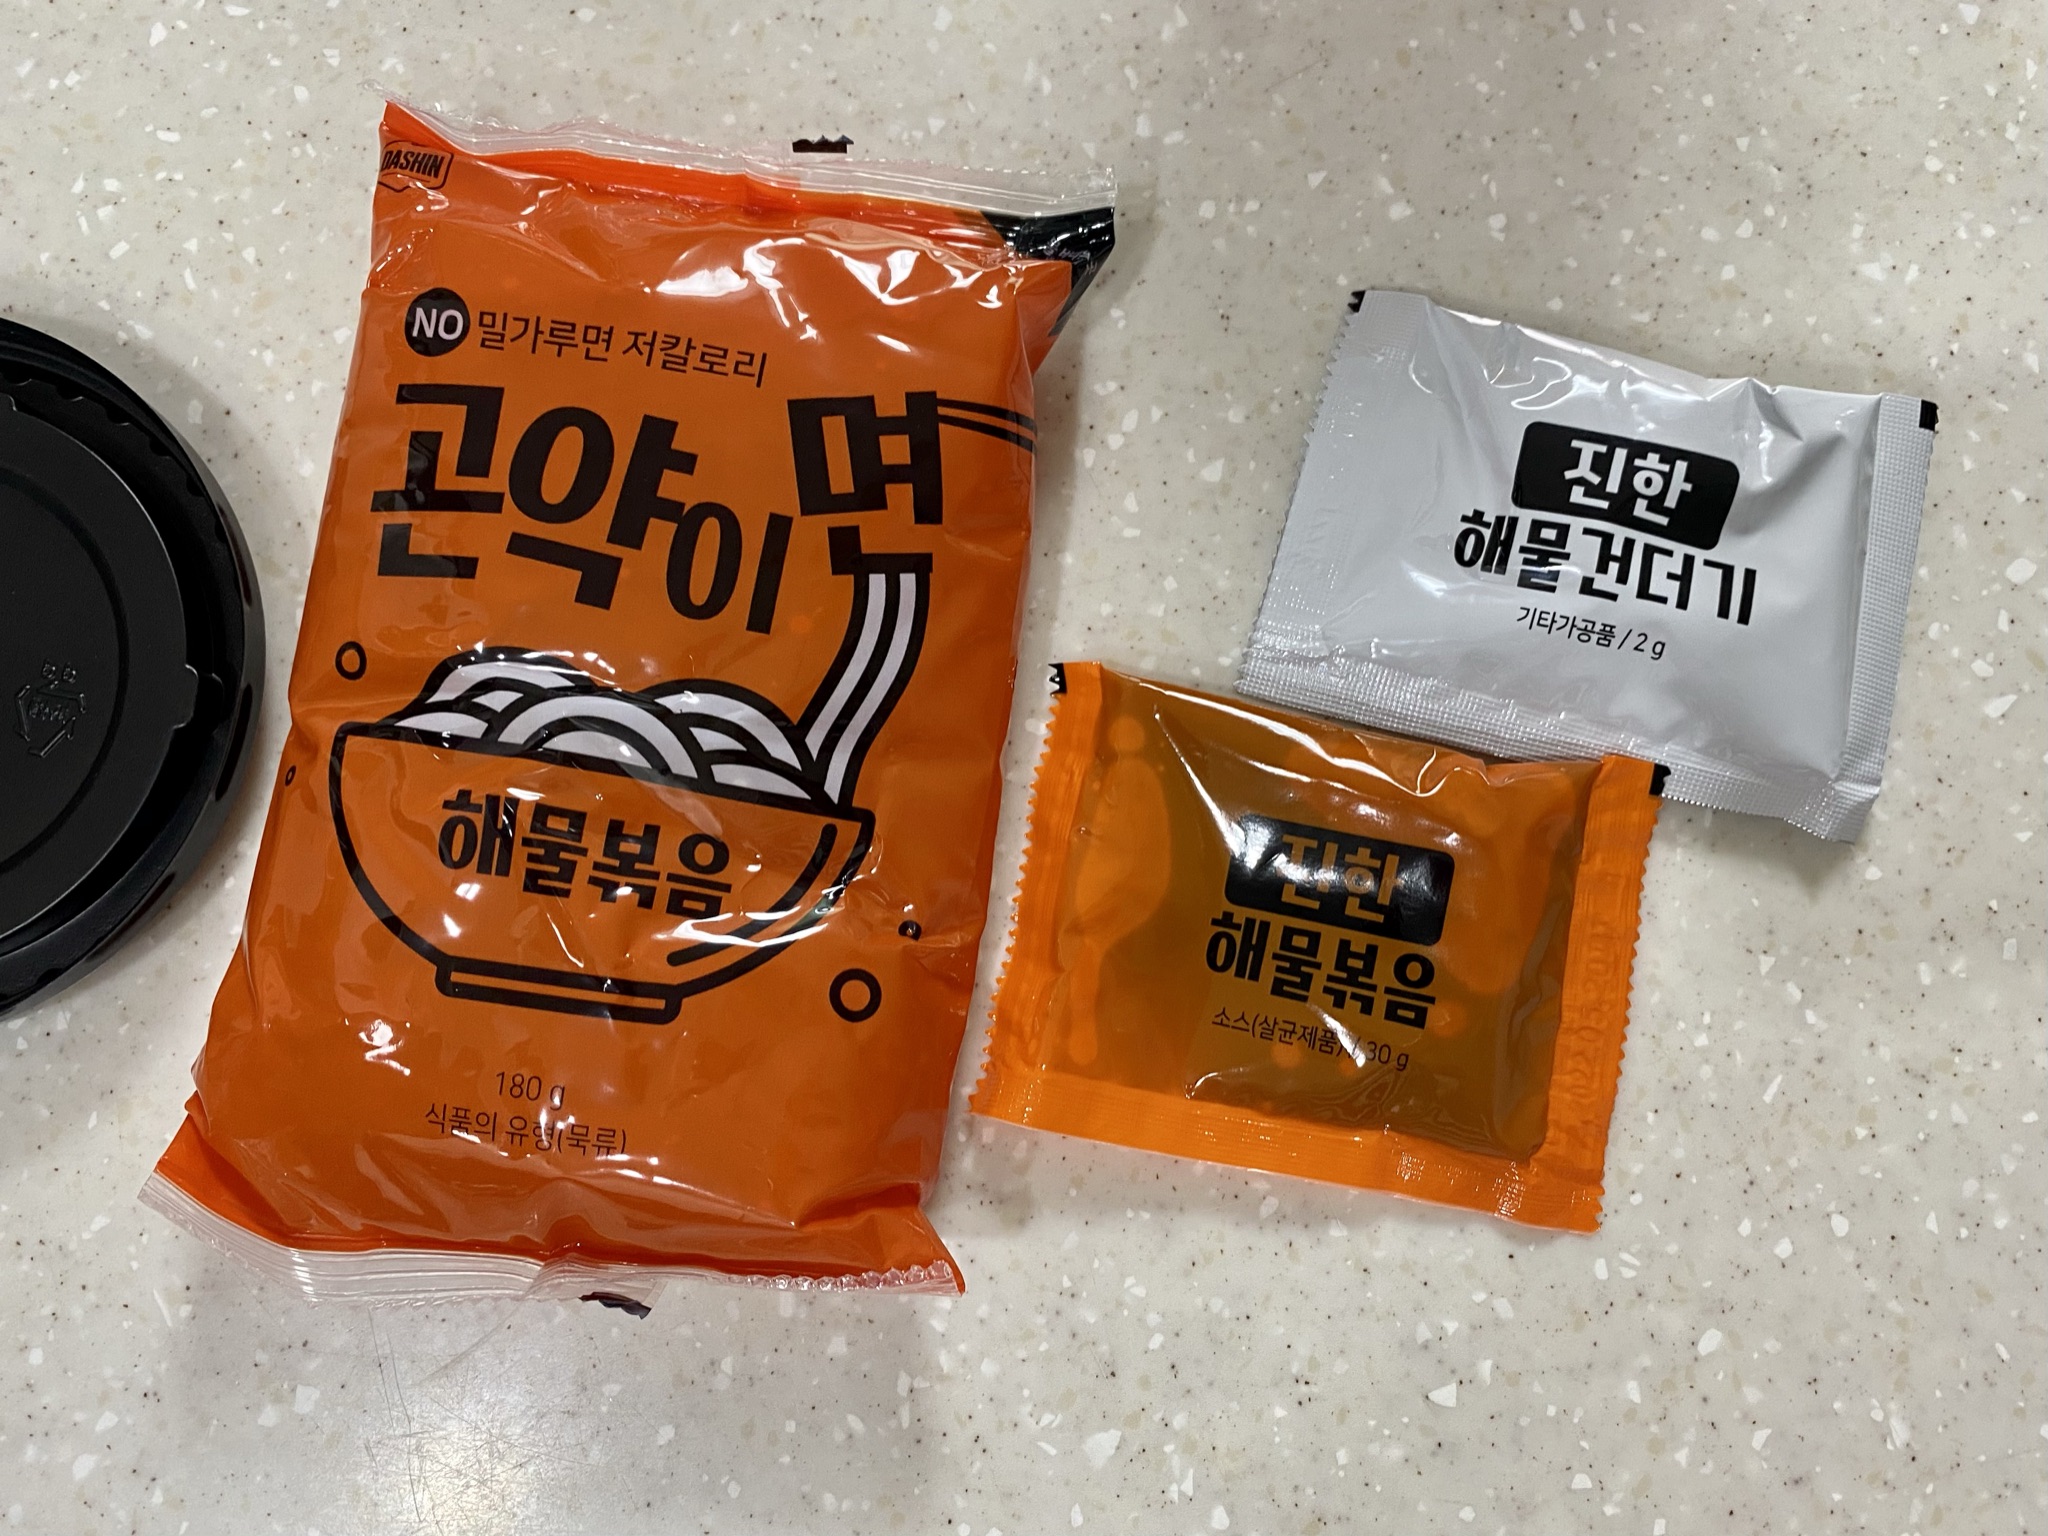 DASHIN
NO 밀가루면 저칼로리
곤약이면
해물볶음
180 g
식품의 유형(묵류)
진한
해물건더기
기타가공품 / 2 g
진한
해물볶음
소스(살균제품) / 30 g